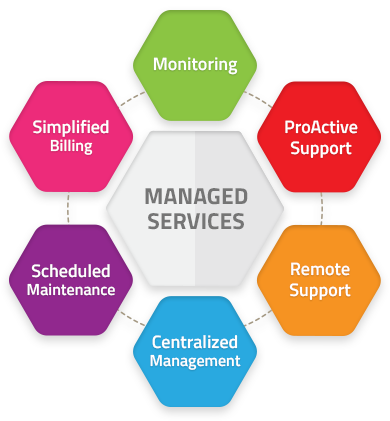 Monitoring
ProActive
Support
Remote
Support
Centralized
Management
Scheduled
Maintenance
Simplified
Billing
MANAGED
SERVICES